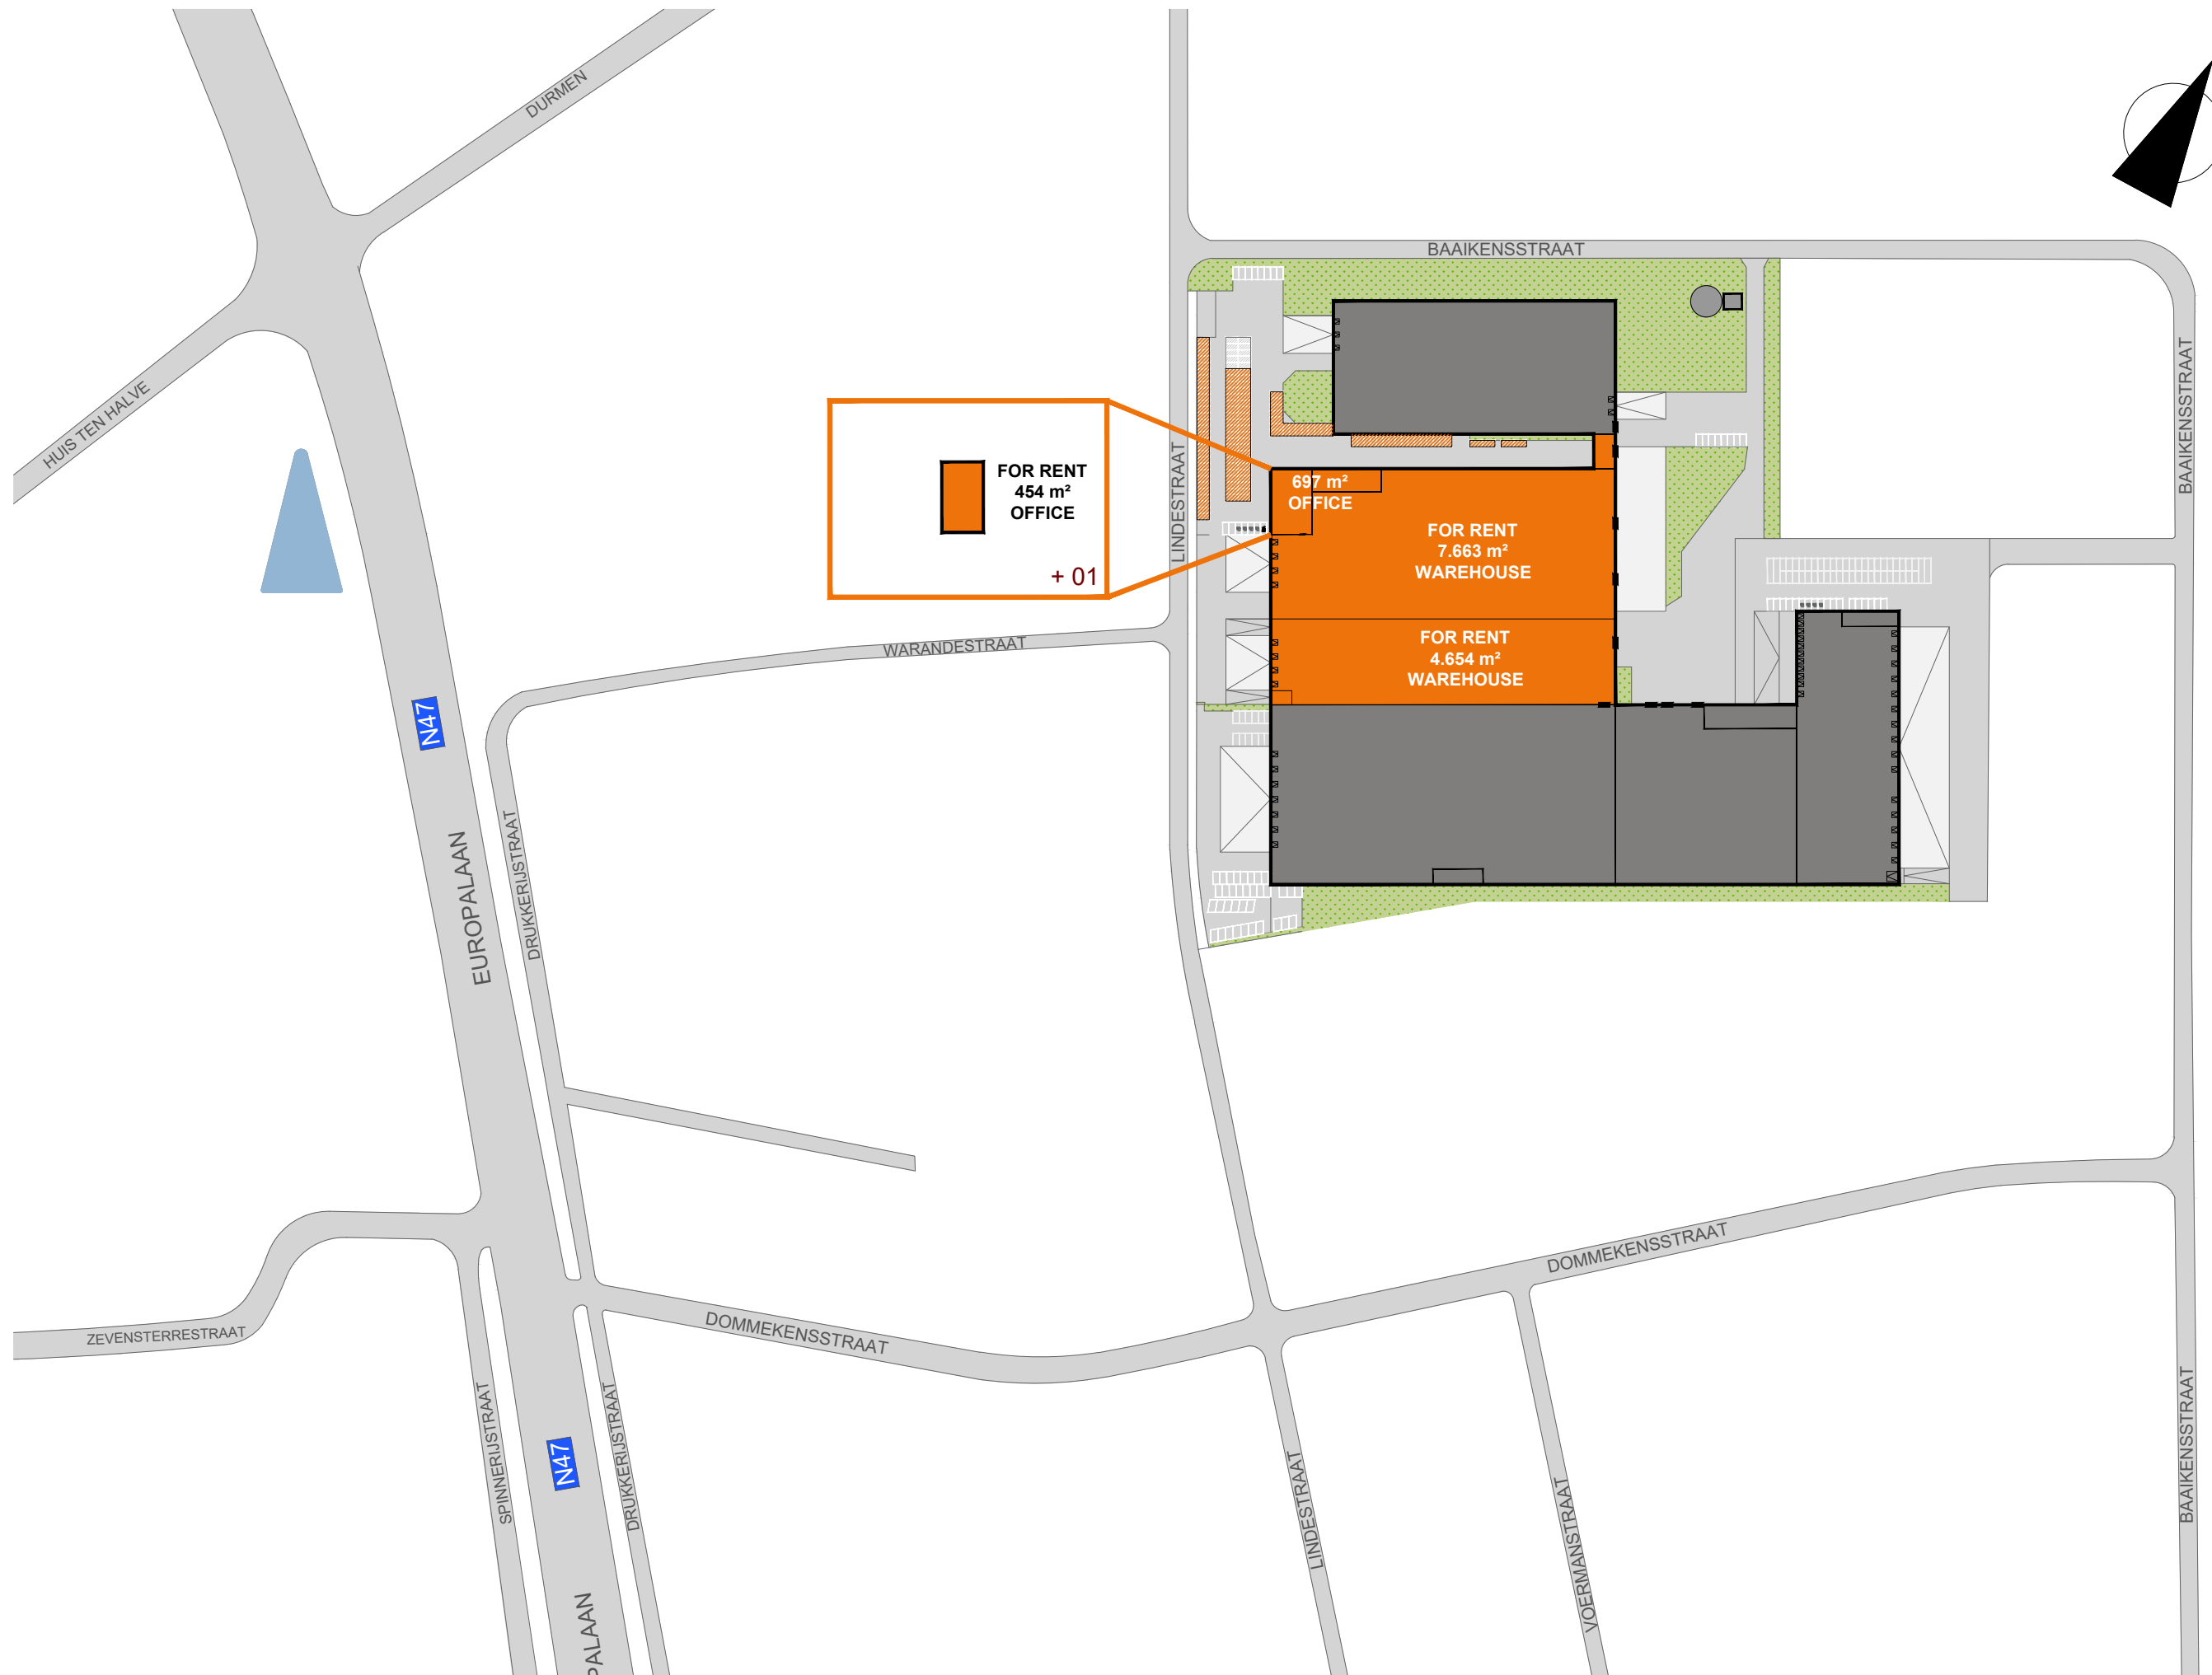 DURMEN
BAAIKENSSTRAAT
HUIS TEN HALVE
BAAIKENSSTRAAT
LINDESTRAAT
FOR RENT
454 m²
OFFICE
+ 01
697 m²
OFFICE
FOR RENT
7.663 m²
WAREHOUSE
FOR RENT
4.654 m²
WAREHOUSE
WARANDESTRAAT
N47
EUROPALAAN
DRUKKERIJSTRAAT
DOMMEKENSSTRAAT
DOMMEKENSSTRAAT
ZEVENSTERRESTRAAT
SPINNERIJSTRAAT
N47
DRUKKERIJSTRAAT
LINDESTRAAT
VOERMANSTRAAT
BAAIKENSSTRAAT
PALAAN